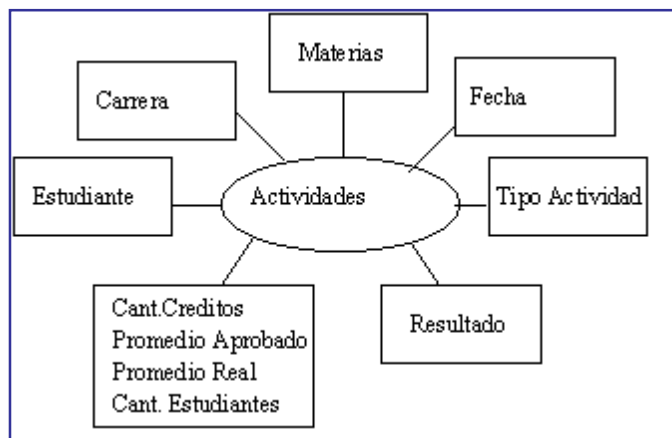 Materias
Carrera
Fecha
Estudiante
Actividades
Tipo Actividad
Cant.Creditos
Promedio Aprobado
Promedio Real
Cant. Estudiantes
Resultado